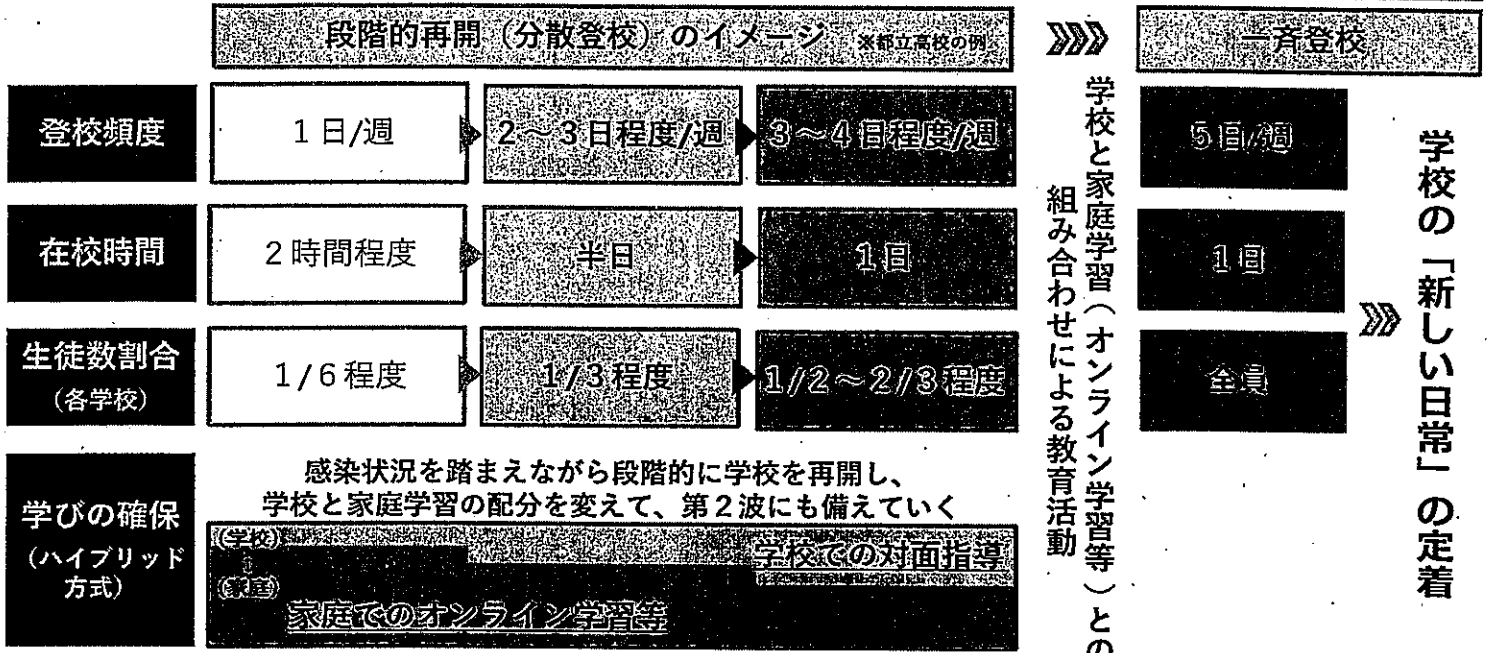 段階的再開（分散登校）のイメージ ※都立高校の例
一斉登校
登校頻度
1日/週
2～3日程度/週
3～4日程度/週
5日/週
在校時間
2時間程度
半日
1日
1日
生徒数割合
（各学校）
1/6程度
1/3程度
1/2～2/3程度
全員
学びの確保
（ハイブリッド
方式）
感染状況を踏まえながら段階的に学校を再開し、
学校と家庭学習の配分を変えて、第2波にも備えていく
（学校）
学校での対面指導
（家庭）
家庭でのオンライン学習等
学校と家庭学習（オンライン学習等）との
組み合わせによる教育活動
学校の「新しい日常」の定着